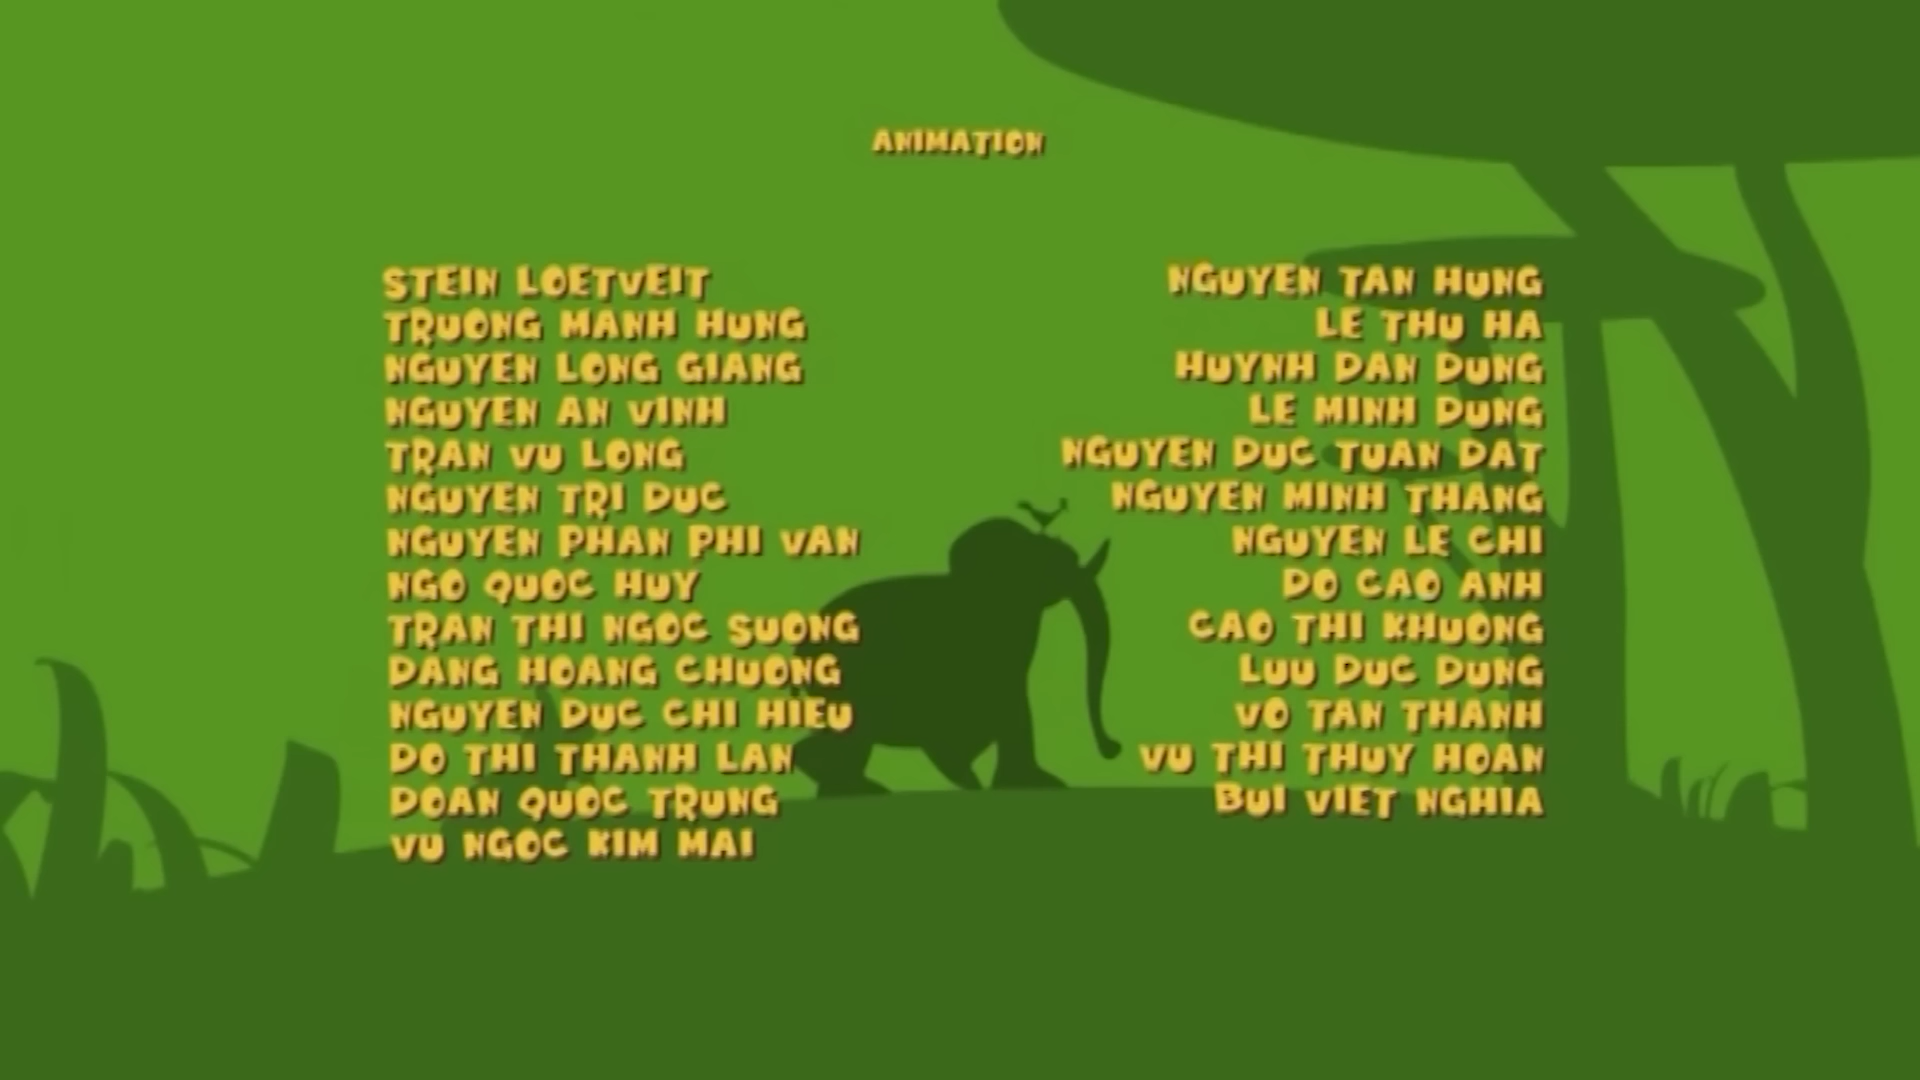 ANIMATION
STEIN LOETVEIT
TRUONG MANH HUNG
NGUYEN LONG GIANG
NGUYEN AN VINH
TRAN VU LONG
NGUYEN TRI DUC
NGUYEN PHAN PHI VAN
NGO QUOC HUY
TRAN THI NGOC SUONG
DANG HOANG CHUONG
NGUYEN DUC CHI HIEU
DO THI THANH LAN
DOAN QUOC TRUNG
VU NGOC KIM MAI
NGUYEN TAN HUNG
LE THU HA
HUYNH DAN DUNG
LE MINH DUNG
NGUYEN DUC TUAN DAT
NGUYEN MINH THANG
NGUYEN LE CHI
DO CAO ANH
CAO THI KHUONG
LUU DUC DUNG
VO TAN THANH
VU THI THUY HOAN
BUI VIET NGHIA